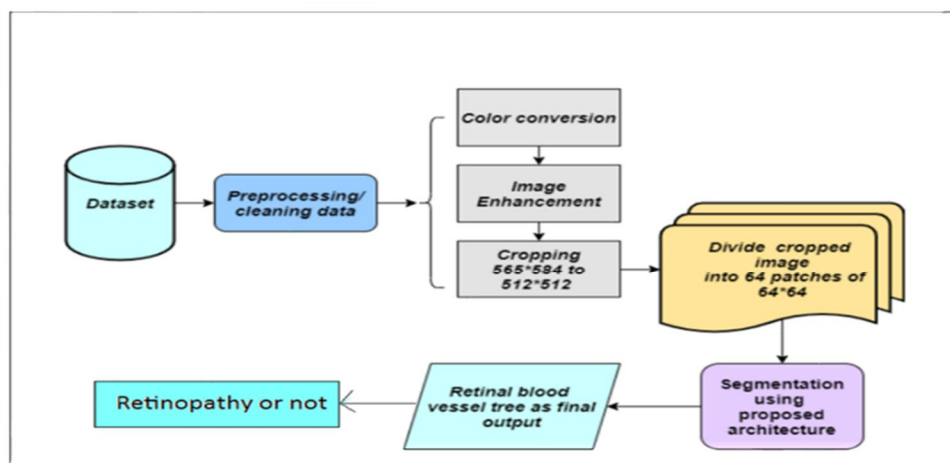 Dataset
Preprocessing/
cleaning data
Color conversion
Image
Enhancement
Cropping
565*584 to
512*512
Divide cropped
image
into 64 patches of
64*64
Segmentation
using
proposed
architecture
Retinal blood
vessel tree as final
output
Retinopathy or not